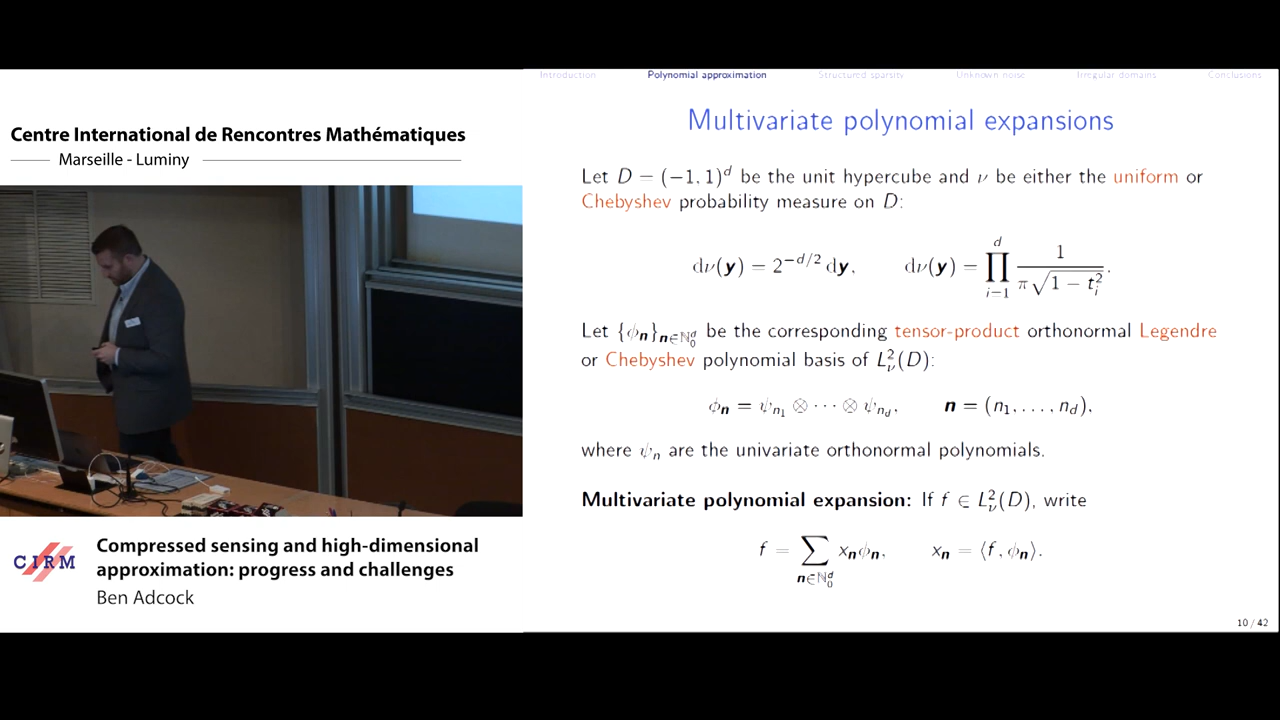 Centre International de Rencontres Mathématiques
Marseille - Luminy
CIRM
Compressed sensing and high-dimensional
approximation: progress and challenges
Ben Adcock
Introduction Polynomial approximation Structured sparsity Unknown noise Irregular domains Conclusions
Multivariate polynomial expansions
Let D = (−1, 1)^d be the unit hypercube and ν be either the uniform or
Chebyshev probability measure on D:
dν(y) = 2^{−d/2} dy, dν(y) = ∏_{i=1}^{d} 1/(π√(1 − t_i^2)).
Let {ϕ_n}_{n∈ℕ_0^d} be the corresponding tensor-product orthonormal Legendre
or Chebyshev polynomial basis of L_ν^2(D):
ϕ_n = ψ_{n_1} ⊗ ··· ⊗ ψ_{n_d}, n = (n_1, . . . , n_d),
where ψ_n are the univariate orthonormal polynomials.
Multivariate polynomial expansion: If f ∈ L_ν^2(D), write
f = ∑_{n∈ℕ_0^d} x_n ϕ_n, x_n = ⟨f, ϕ_n⟩.
10 / 42